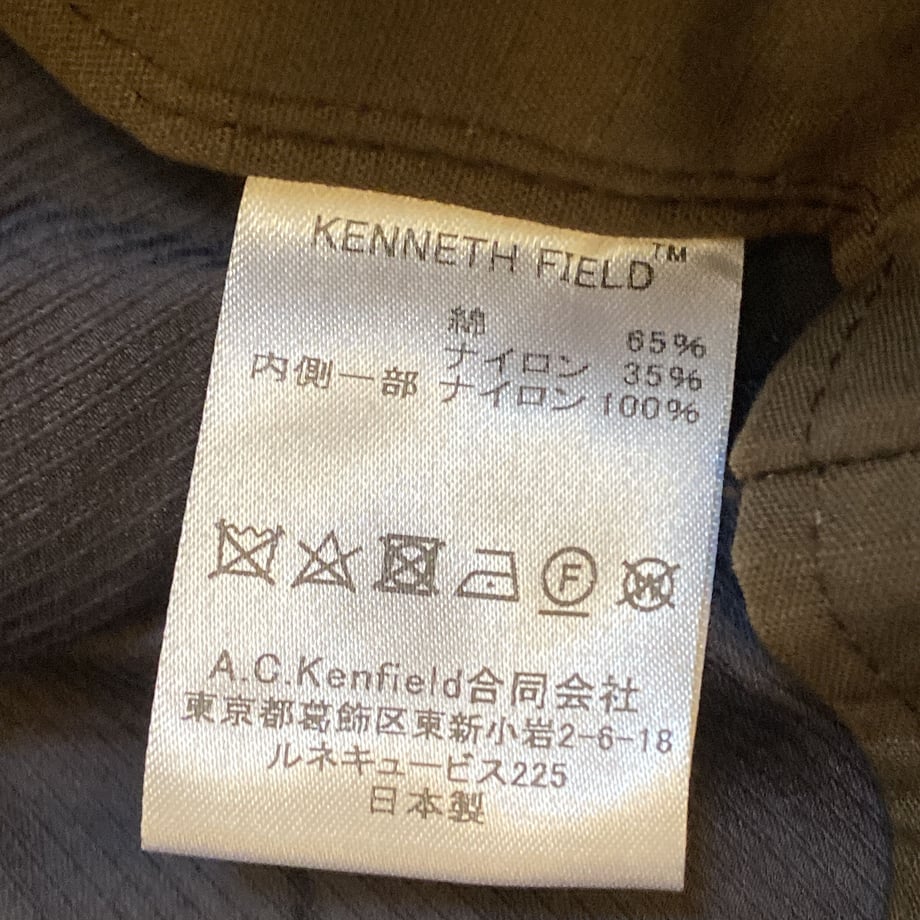 KENNETH FIELD™
綿 65%
ナイロン 35%
内側一部 ナイロン 100%
F
W
A.C.Kenfield合同会社
東京都葛飾区東新小岩2-6-18
ルネキュービス225
日本製